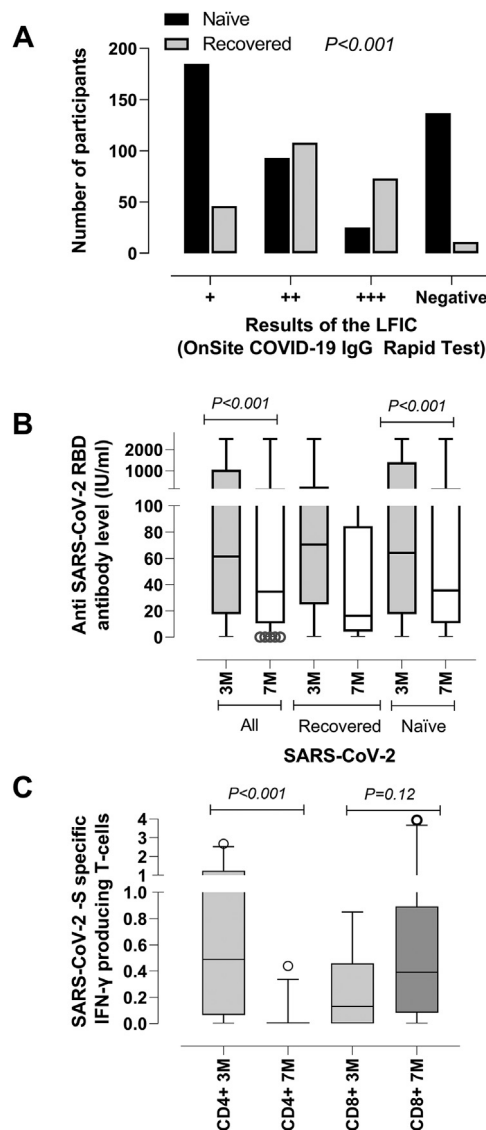 A
Naïve
Recovered
P<0.001
Number of participants
200
150
100
50
0
+ ++ +++ Negative
Results of the LFIC
(OnSite COVID-19 IgG Rapid Test)
B
P<0.001 P<0.001
Anti SARS-CoV-2 RBD
antibody level (IU/ml)
2000
1000
100
80
60
40
20
0
3M 7M 3M 7M 3M 7M
All Recovered Naïve
SARS-CoV-2
C
P<0.001 P=0.12
SARS-CoV-2 -S specific
IFN-γ producing T-cells
4
3
2
1
1.0
0.8
0.6
0.4
0.2
0.0
CD4+ 3M
CD4+ 7M
CD8+ 3M
CD8+ 7M